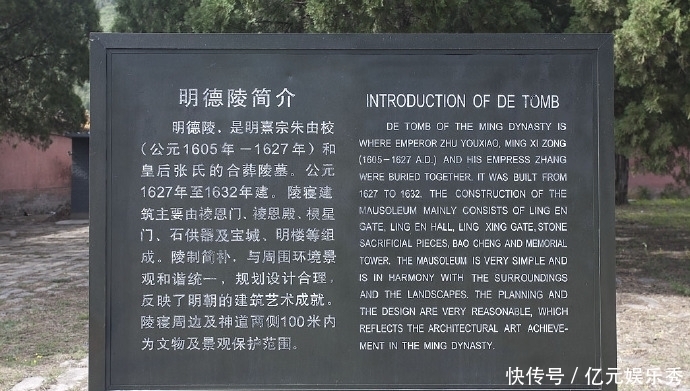 明德陵简介
明德陵、是明熹宗朱由校
(公元1605年-1627年)和
皇后张氏的合葬陵墓。公元
1627年至1632年建。陵寝建
筑主要由祾恩门、祾恩殿、棂星
门、石供器及宝城、明楼等组
成。陵制简朴、与周围环境景
观和谐统一,规划设计合理,
反映了明朝的建筑艺术成就。
陵寝周边及神道两侧100米内
为文物及景观保护范围。
INTRODUCTION OF DE TOMB
DE TOMB OF THE MING DYNASTY IS
WHERE EMPEROR ZHU YOUXIAO, MING XI ZONG
(1605-1627 A.D.) AND HIS EMPRESS ZHANG
WERE BURIED TOGETHER. IT WAS BUILT FROM
1627 TO 1632. THE CONSTRUCTION OF THE
MAUSOLEUM MAINLY CONSISTS OF LING EN
GATE, LING EN HALL, LING XING GATE, STONE
SACRIFICIAL PIECES, BAO CHENG AND MEMORIAL
TOWER. THE MAUSOLEUM IS VERY SIMPLE AND
IS IN HARMONY WITH THE SURROUNDINGS
AND THE LANDSCAPES. THE PLANNING AND
THE DESIGN ARE VERY REASONABLE, WHICH
REFLECTS THE ARCHITECTURAL ART ACHIEVE-
MENT IN THE MING DYNASTY.
快传号 / 亿元娱乐秀